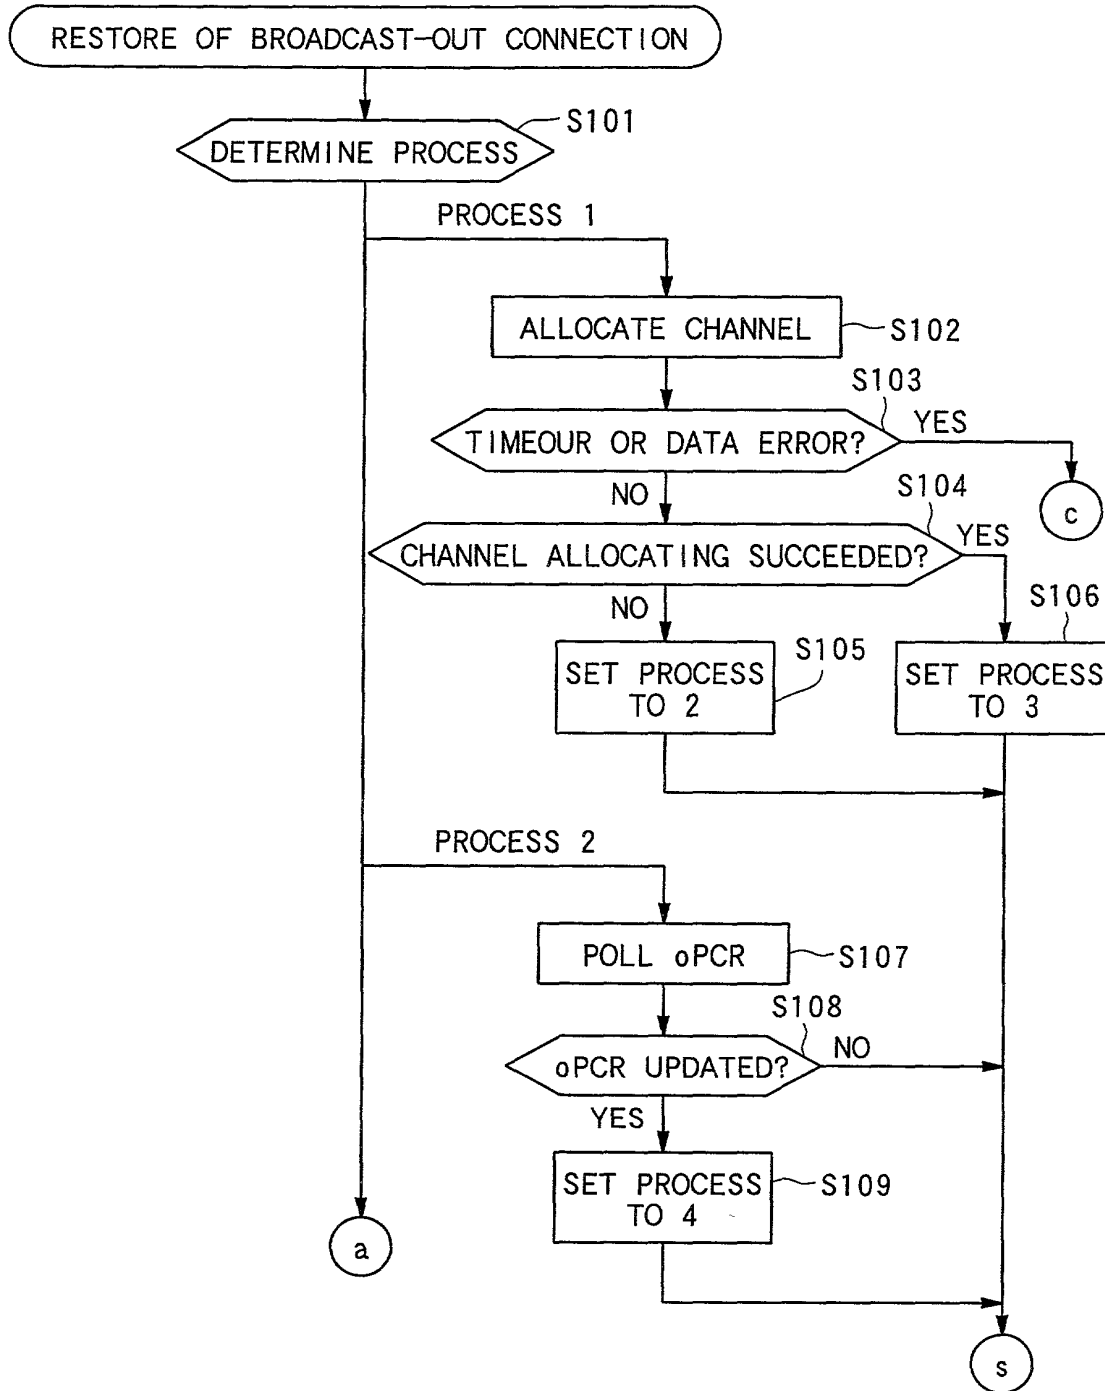 RESTORE OF BROADCAST-OUT CONNECTION
S101
DETERMINE PROCESS
PROCESS 1
ALLOCATE CHANNEL
S102
S103
TIMEOUR OR DATA ERROR?
YES
NO
c
S104
CHANNEL ALLOCATING SUCCEEDED?
YES
NO
S105
S106
SET PROCESS
TO 2
SET PROCESS
TO 3
PROCESS 2
POLL oPCR
S107
S108
oPCR UPDATED?
NO
YES
SET PROCESS
TO 4
S109
a
s